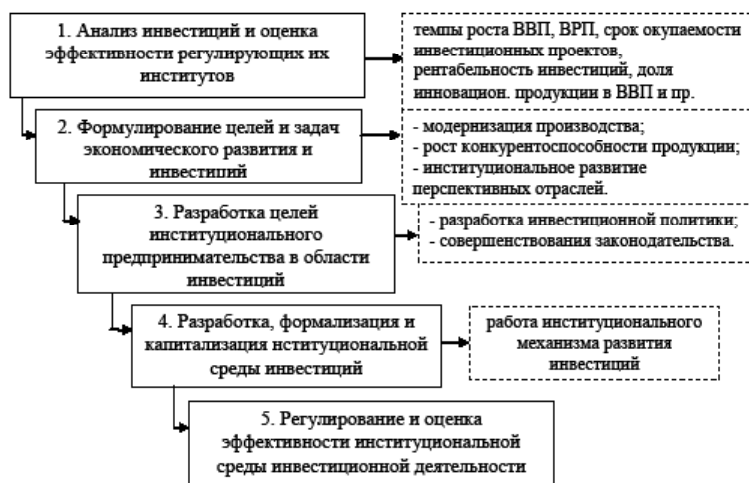 1. Анализ инвестиций и оценка
эффективности регулирующих их
институтов
темпы роста ВВП, ВРП, срок окупаемости
инвестиционных проектов,
рентабельность инвестиций, доля
инновацион. продукции в ВВП и пр.
2. Формулирование целей и задач
экономического развития и
инвестиций
- модернизация производства;
- рост конкурентоспособности продукции;
- институциональное развитие
перспективных отраслей.
3. Разработка целей
институционального
предпринимательства в области
инвестиций
- разработка инвестиционной политики;
- совершенствования законодательства.
4. Разработка, формализация и
капитализация нституциональной
среды инвестиций
работа институционального
механизма развития
инвестиций
5. Регулирование и оценка
эффективности институциональной
среды инвестиционной деятельности